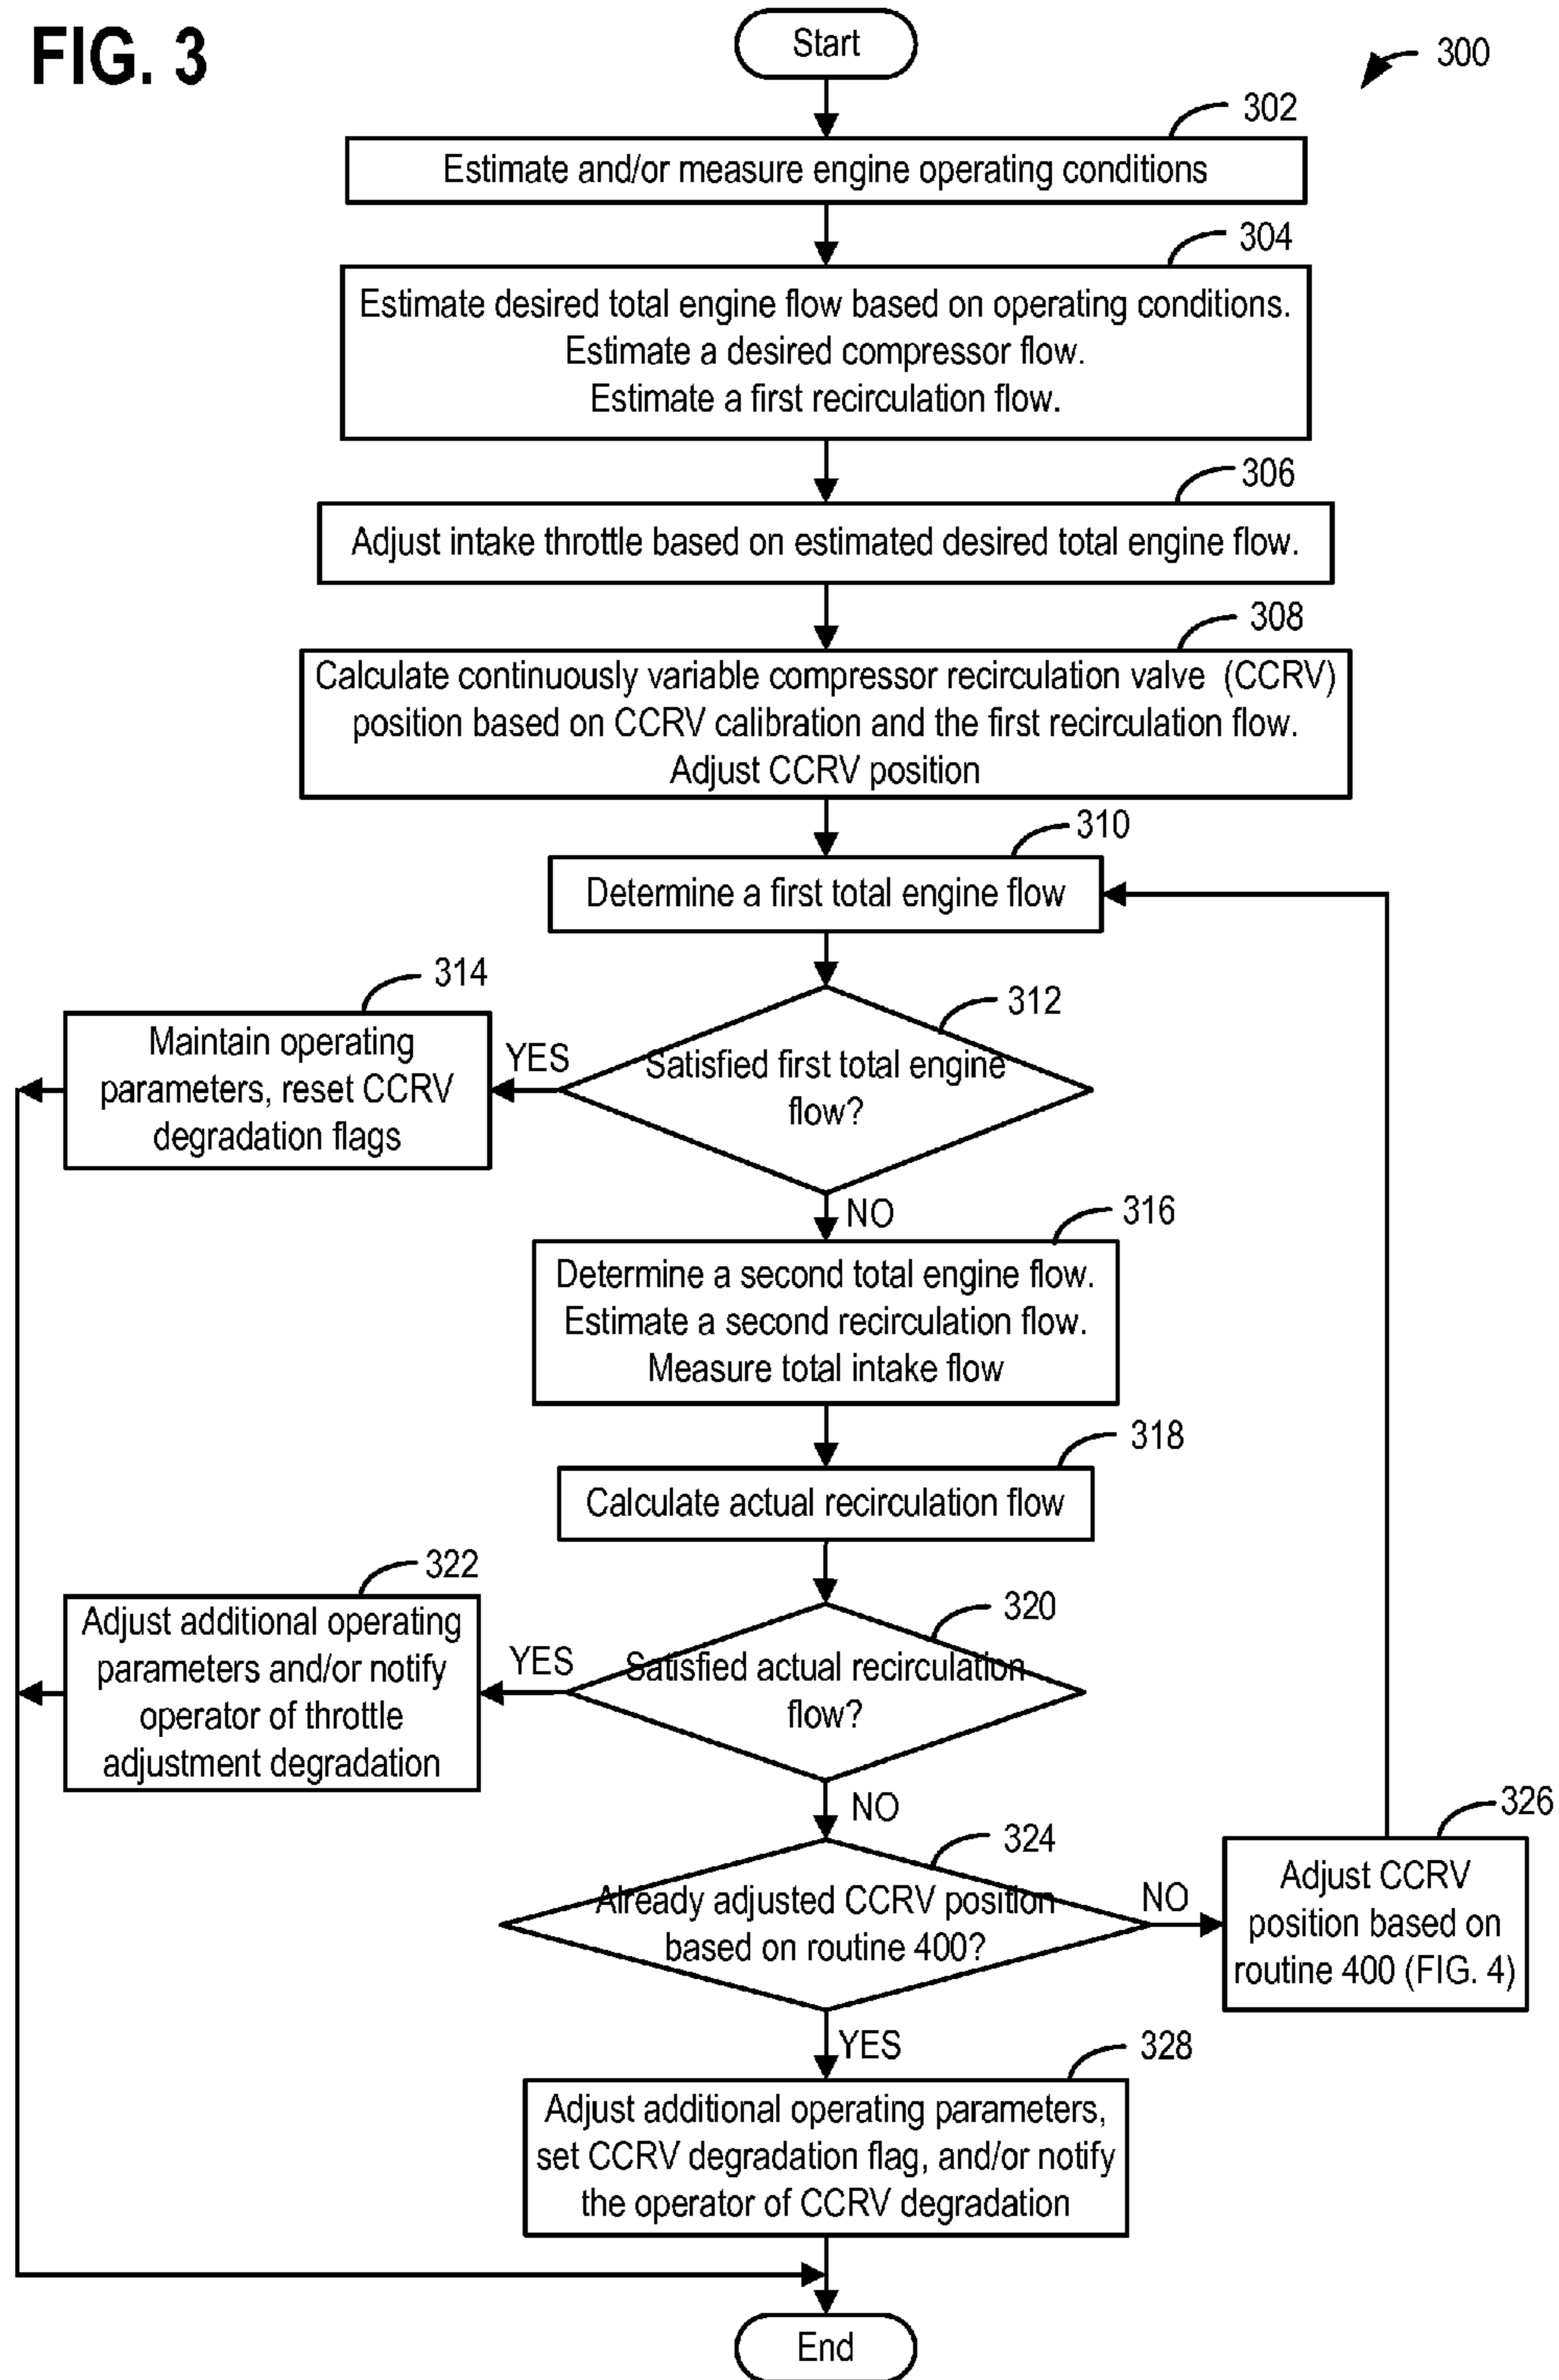 FIG. 3
Start
300
302
Estimate and/or measure engine operating conditions
304
Estimate desired total engine flow based on operating conditions.
Estimate a desired compressor flow.
Estimate a first recirculation flow.
306
Adjust intake throttle based on estimated desired total engine flow.
308
Calculate continuously variable compressor recirculation valve (CCRV)
position based on CCRV calibration and the first recirculation flow.
Adjust CCRV position
310
Determine a first total engine flow
314
Maintain operating
parameters, reset CCRV
degradation flags
YES
312
Satisfied first total engine
flow?
NO
316
Determine a second total engine flow.
Estimate a second recirculation flow.
Measure total intake flow
318
Calculate actual recirculation flow
322
Adjust additional operating
parameters and/or notify
operator of throttle
adjustment degradation
YES
320
Satisfied actual recirculation
flow?
NO
324
Already adjusted CCRV position
based on routine 400?
NO
326
Adjust CCRV
position based on
routine 400 (FIG. 4)
YES
328
Adjust additional operating parameters,
set CCRV degradation flag, and/or notify
the operator of CCRV degradation
End